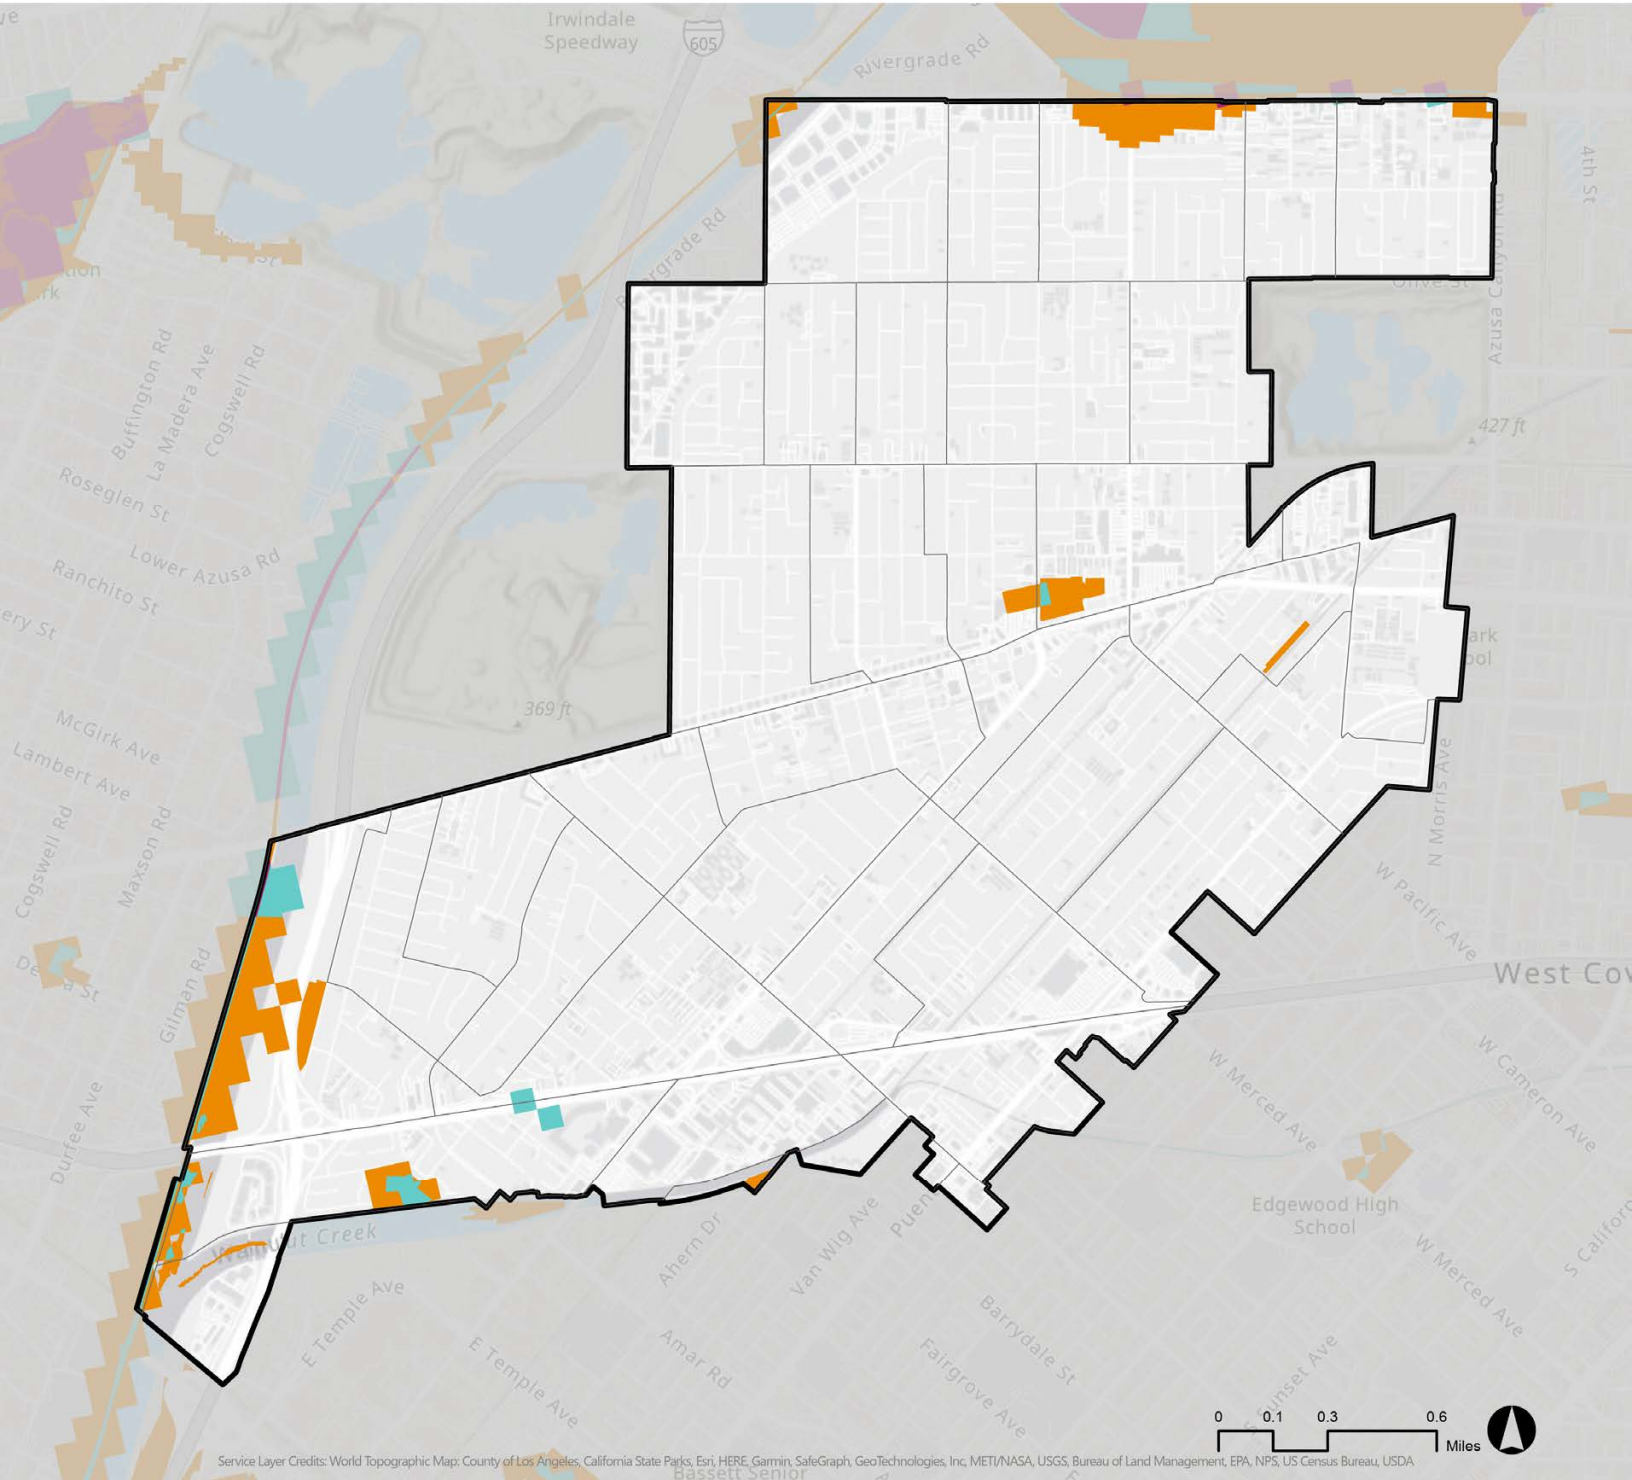 Irwindale
Speedway
605
Rivergrade Rd
4th St
Buffington Rd
La Madera Ave
Cogswell Rd
Olive St
427 ft
Roseglen St
Lower Azusa Rd
Ranchito St
ery St
ark
ool
369 ft
McGirk Ave
Lambert Ave
Cogswell Rd
Maxson Rd
N Morris Ave
W Pacific Ave
West Cov
Gilman Rd
Durfee Ave
W Merced Ave
W Cameron Ave
Edgewood High
School
Walnut Creek
Ahern Dr
Van Wig Ave
Puen
S Califor
W Merced Ave
E Temple Ave
E Temple Ave
Amar Rd
Barrydale St
Fairgrove Ave
Sunset Ave
0 0.1 0.3 0.6
Miles
Service Layer Credits: World Topographic Map: County of Los Angeles, California State Parks, Esri, HERE, Garmin, SafeGraph, GeoTechnologies, Inc, METI/NASA, USGS, Bureau of Land Management, EPA, NPS, US Census Bureau, USDA
Bassett Senior